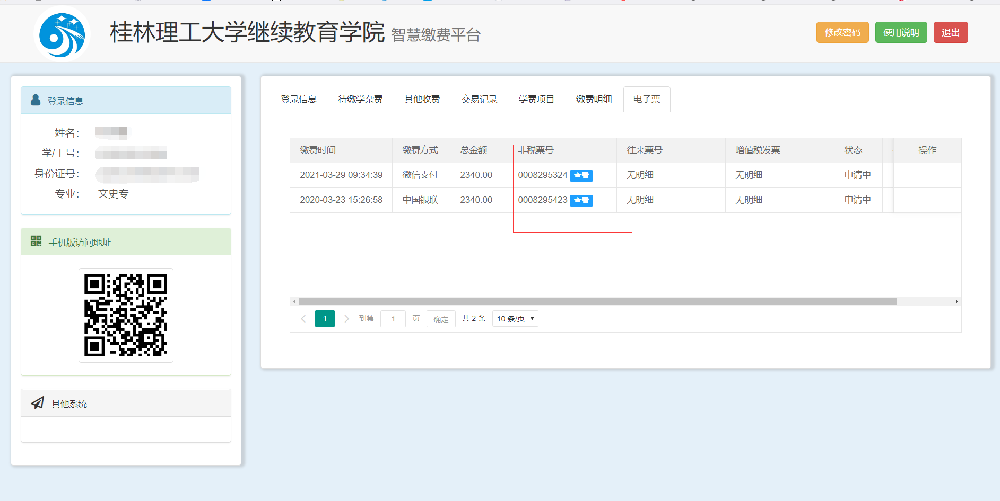 桂林理工大学继续教育学院 智慧缴费平台
修改密码 使用说明 退出
登录信息
姓名：
学/工号：
身份证号：
专业： 文史专
手机版访问地址
其他系统
登录信息 待缴学杂费 其他收费 交易记录 学费项目 缴费明细 电子票
缴费时间 缴费方式 总金额 非税票号 往来票号 增值税发票 状态 操作
2021-03-29 09:34:39 微信支付 2340.00 0008295324 查看 无明细 无明细 申请中
2020-03-23 15:26:58 中国银联 2340.00 0008295423 查看 无明细 无明细 申请中
1 到第 1 页 确定 共 2 条 10 条/页